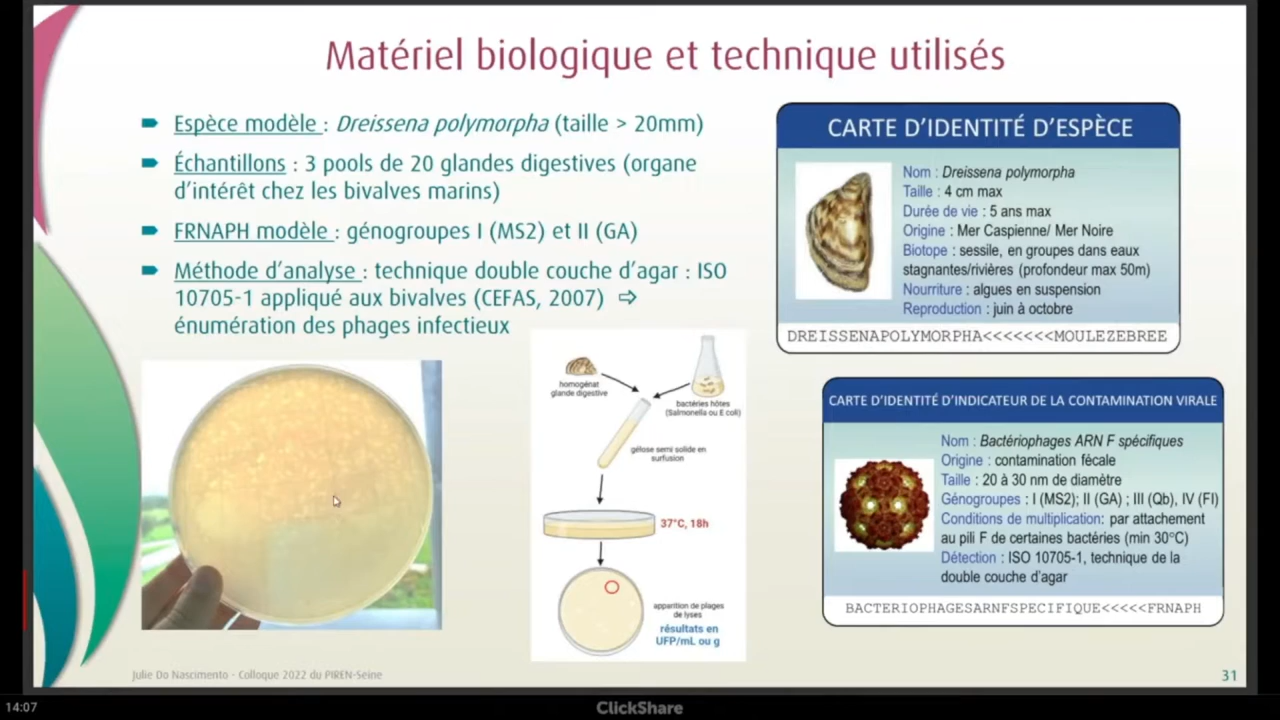 Matériel biologique et technique utilisés
Espèce modèle : Dreissena polymorpha (taille > 20mm)
Échantillons : 3 pools de 20 glandes digestives (organe
d'intérêt chez les bivalves marins)
FRNAPH modèle : génogroupes I (MS2) et II (GA)
Méthode d'analyse : technique double couche d'agar : ISO
10705-1 appliqué aux bivalves (CEFAS, 2007) ⇨
énumération des phages infectieux
homogénat
glande digestive
bactéries hôtes
(Salmonella ou E coli)
gélose semi solide en
surfusion
37°C, 18h
apparition de plages
de lyses
résultats en
UFP/mL ou g
CARTE D'IDENTITÉ D'ESPÈCE
Nom : Dreissena polymorpha
Taille : 4 cm max
Durée de vie : 5 ans max
Origine : Mer Caspienne/ Mer Noire
Biotope : sessile, en groupes dans eaux
stagnantes/rivières (profondeur max 50m)
Nourriture : algues en suspension
Reproduction : juin à octobre
DREISSENAPOLYMORPHA<<<<<<<MOULEZEBREE
CARTE D'IDENTITÉ D'INDICATEUR DE LA CONTAMINATION VIRALE
Nom : Bactériophages ARN F spécifiques
Origine : contamination fécale
Taille : 20 à 30 nm de diamètre
Génogroupes : I (MS2); II (GA) ; III (Qb), IV (FI)
Conditions de multiplication: par attachement
au pili F de certaines bactéries (min 30°C)
Détection : ISO 10705-1, technique de la
double couche d'agar
BACTERIOPHAGESARNFSPECIFIQUE<<<<<FRNAPH
Julie Do Nascimento - Colloque 2022 du PIREN-Seine
31
14:07
ClickShare